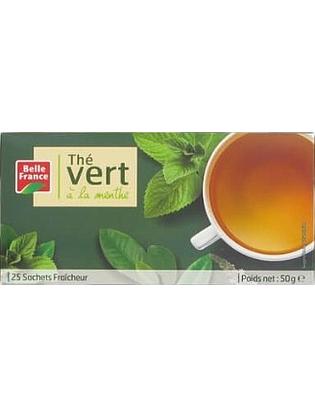 Belle
France
Thé
vert
à la menthe
25 Sachets Fraîcheur
Poids net : 50g e